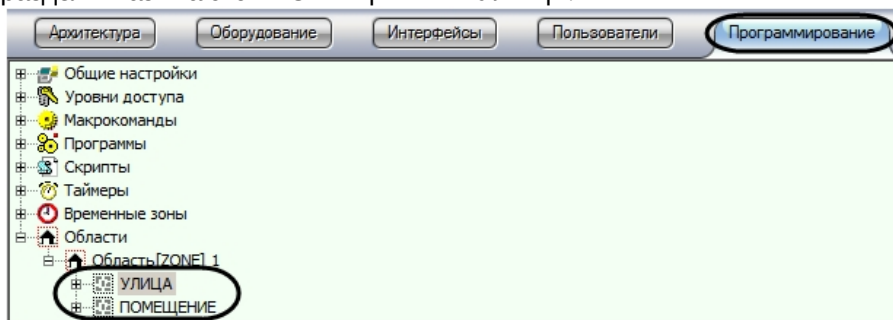 Архитектура Оборудование Интерфейсы Пользователи Программирование
Общие настройки
Уровни доступа
Макрокоманды
Программы
Скрипты
Таймеры
Временные зоны
Области
Область[ZONE] 1
УЛИЦА
ПОМЕЩЕНИЕ